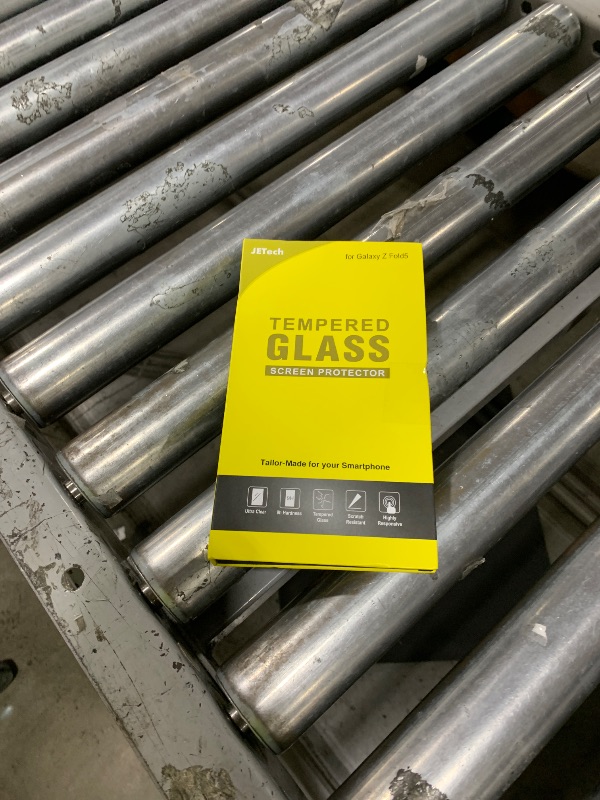 JETech
for Galaxy Z Fold5
TEMPERED
GLASS
SCREEN PROTECTOR
Tailor-Made for your Smartphone
Ultra Clear
9H Hardness
Tempered
Glass
Scratch
Resistant
Highly
Responsive